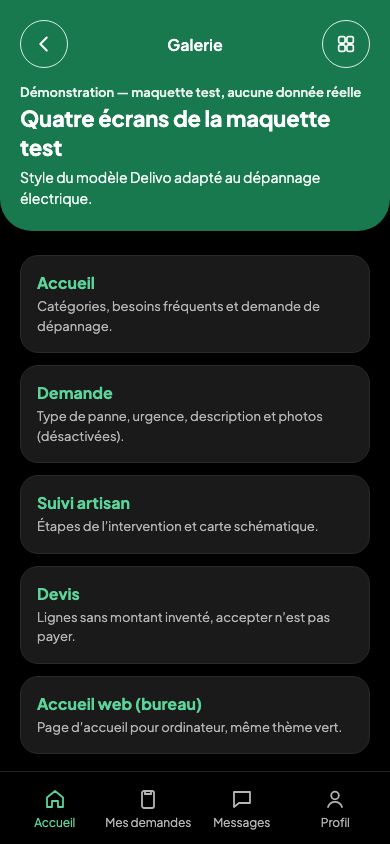 Galerie
Démonstration — maquette test, aucune donnée réelle
Quatre écrans de la maquette
test
Style du modèle Delivo adapté au dépannage
électrique.
Accueil
Catégories, besoins fréquents et demande de
dépannage.
Demande
Type de panne, urgence, description et photos
(désactivées).
Suivi artisan
Étapes de l’intervention et carte schématique.
Devis
Lignes sans montant inventé, accepter n’est pas
payer.
Accueil web (bureau)
Page d’accueil pour ordinateur, même thème vert.
Accueil
Mes demandes
Messages
Profil